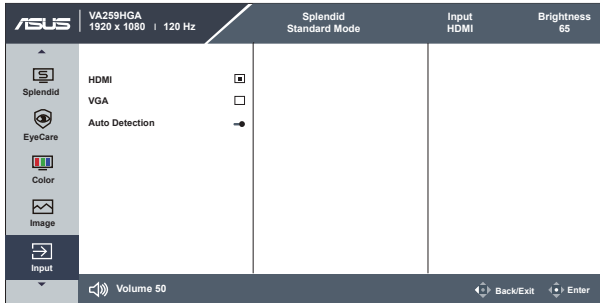 ASUS
VA259HGA
1920 x 1080 | 120 Hz
Splendid
Standard Mode
Input
HDMI
Brightness
65
Splendid
EyeCare
Color
Image
Input
HDMI
VGA
Auto Detection
Volume 50
Back/Exit
Enter